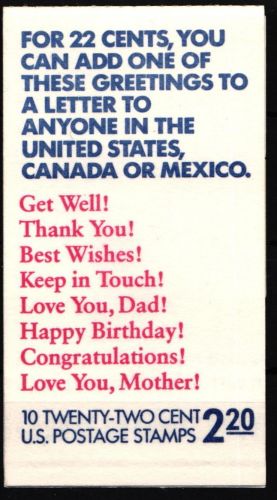 FOR 22 CENTS, YOU
CAN ADD ONE OF
THESE GREETINGS TO
A LETTER TO
ANYONE IN THE
UNITED STATES,
CANADA OR MEXICO.
Get Well!
Thank You!
Best Wishes!
Keep in Touch!
Love You, Dad!
Happy Birthday!
Congratulations!
Love You, Mother!
10 TWENTY-TWO CENT
U.S. POSTAGE STAMPS 2 20